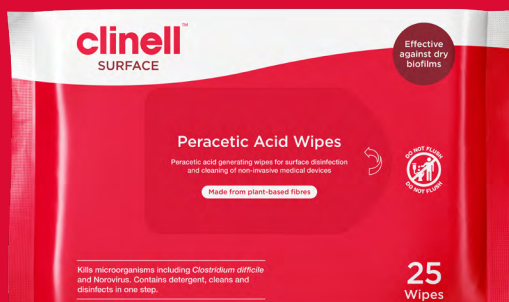 clinell™
SURFACE
Effective
against dry
biofilms
Peracetic Acid Wipes
Peracetic acid generating wipes for surface disinfection
and cleaning of non-invasive medical devices
Made from plant-based fibres
DO NOT FLUSH
DO NOT FLUSH
Kills microorganisms including Clostridium difficile
and Norovirus. Contains detergent, cleans and
disinfects in one step.
25
Wipes